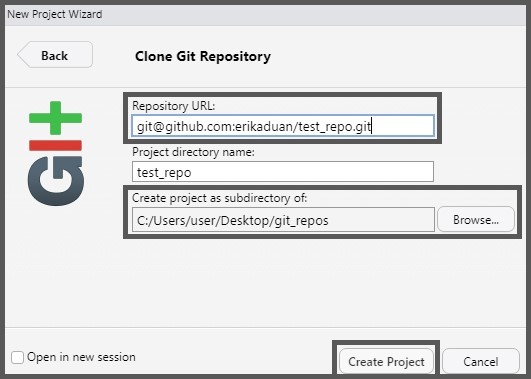 New Project Wizard
Back
Clone Git Repository
git
Repository URL:
git@github.com:erikaduan/test_repo.git
Project directory name:
test_repo
Create project as subdirectory of:
C:/Users/user/Desktop/git_repos
Browse...
Open in new session
Create Project
Cancel